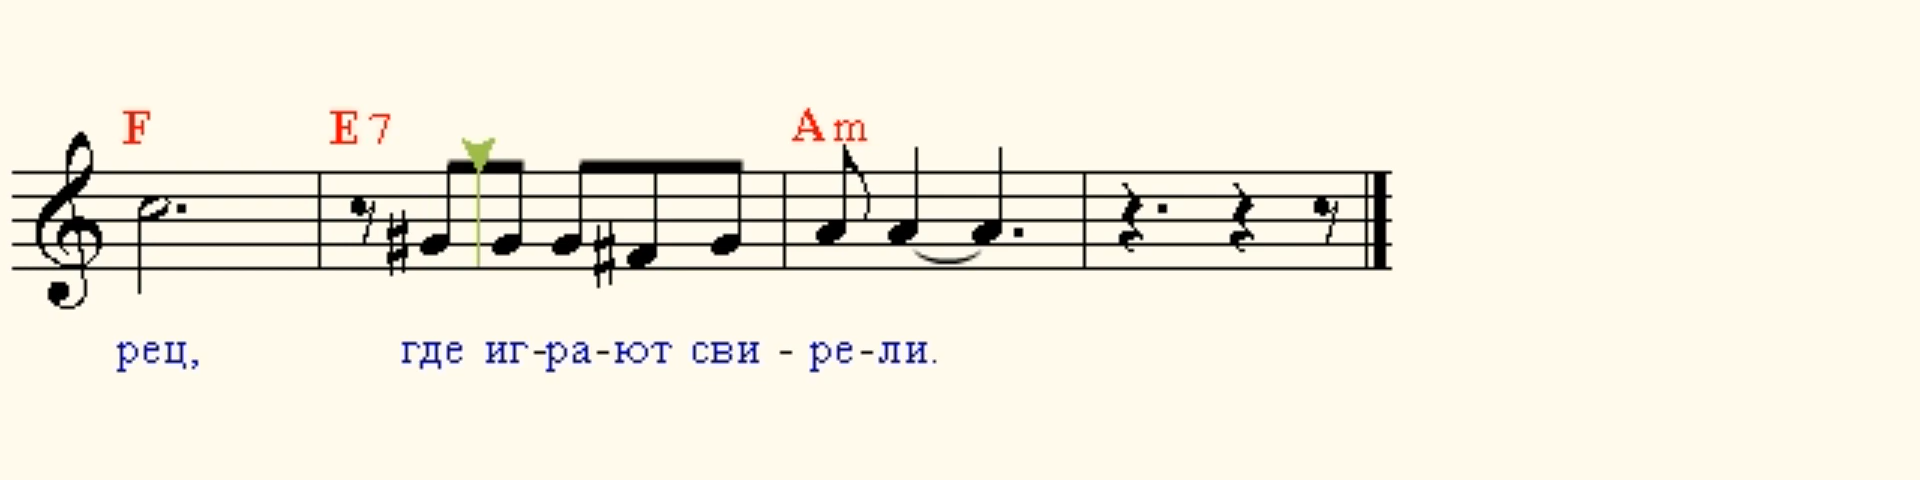 F E7 Am
рец, где иг-ра-ют сви - ре-ли.